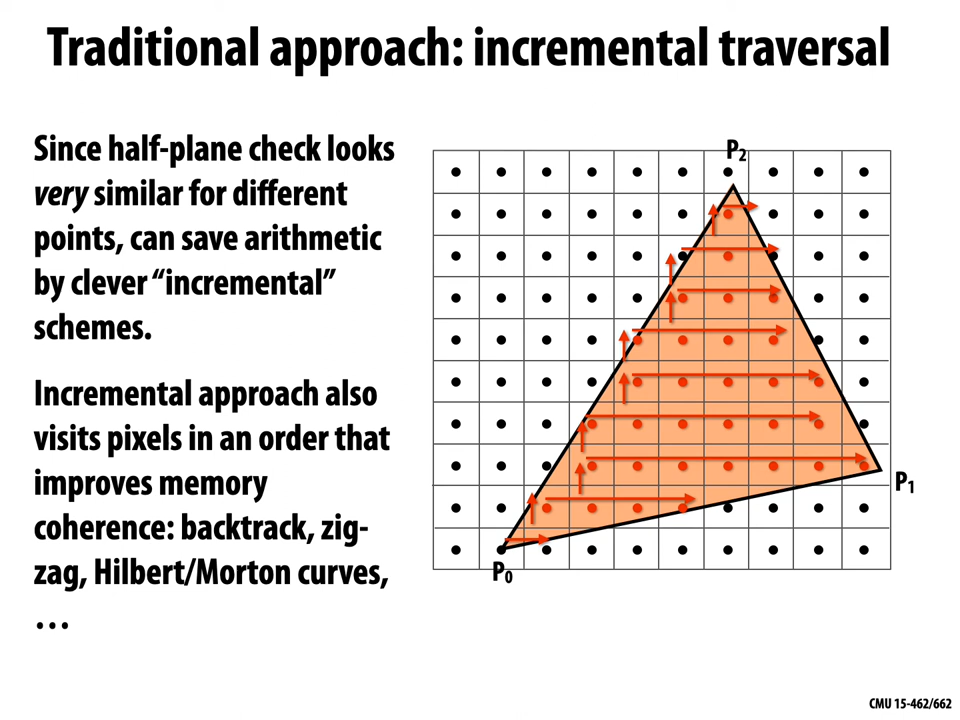 Traditional approach: incremental traversal
Since half-plane check looks
very similar for different
points, can save arithmetic
by clever “incremental”
schemes.
Incremental approach also
visits pixels in an order that
improves memory
coherence: backtrack, zig-
zag, Hilbert/Morton curves,
…
P2
P1
P0
CMU 15-462/662